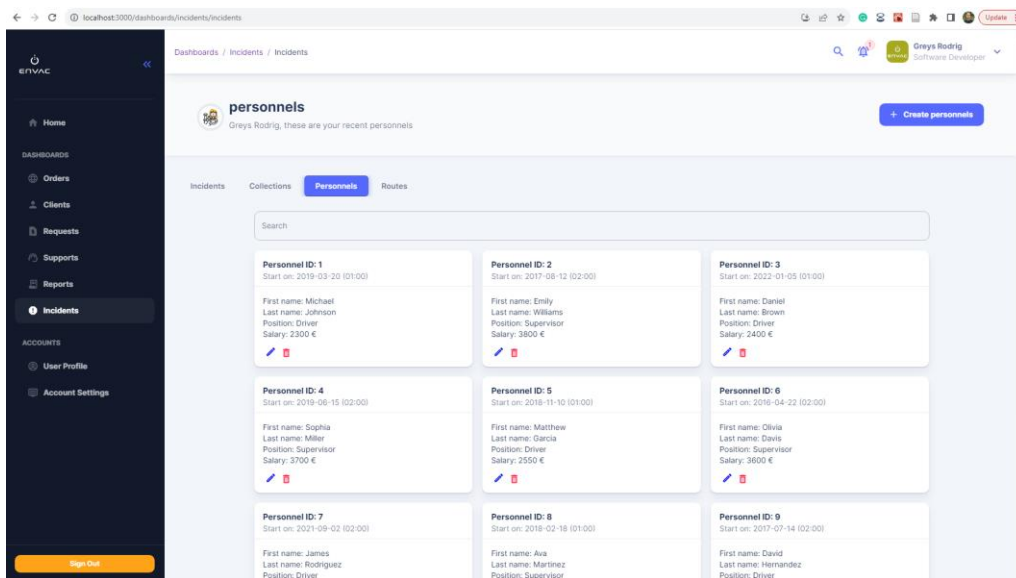 localhost:3000/dashboards/incidents/incidents
Update
ENVAC
Home
DASHBOARDS
Orders
Clients
Requests
Supports
Reports
Incidents
ACCOUNTS
User Profile
Account Settings
Sign Out
Dashboards / Incidents / Incidents
1
envac
Greys Rodrig
Software Developer
personnels
Greys Rodrig, these are your recent personnels
+ Create personnels
Incidents Collections Personnels Routes
Search
Personnel ID: 1
Start on: 2019-03-20 (01:00)
First name: Michael
Last name: Johnson
Position: Driver
Salary: 2300 €
Personnel ID: 2
Start on: 2017-08-12 (02:00)
First name: Emily
Last name: Williams
Position: Supervisor
Salary: 3800 €
Personnel ID: 3
Start on: 2022-01-05 (01:00)
First name: Daniel
Last name: Brown
Position: Driver
Salary: 2400 €
Personnel ID: 4
Start on: 2019-06-15 (02:00)
First name: Sophia
Last name: Miller
Position: Supervisor
Salary: 3700 €
Personnel ID: 5
Start on: 2018-11-10 (01:00)
First name: Matthew
Last name: Garcia
Position: Driver
Salary: 2550 €
Personnel ID: 6
Start on: 2016-04-22 (02:00)
First name: Olivia
Last name: Davis
Position: Supervisor
Salary: 3600 €
Personnel ID: 7
Start on: 2021-09-02 (02:00)
First name: James
Last name: Rodriguez
Position: Driver
Personnel ID: 8
Start on: 2018-02-18 (01:00)
First name: Ava
Last name: Martinez
Position: Supervisor
Personnel ID: 9
Start on: 2017-07-14 (02:00)
First name: David
Last name: Hernandez
Position: Driver